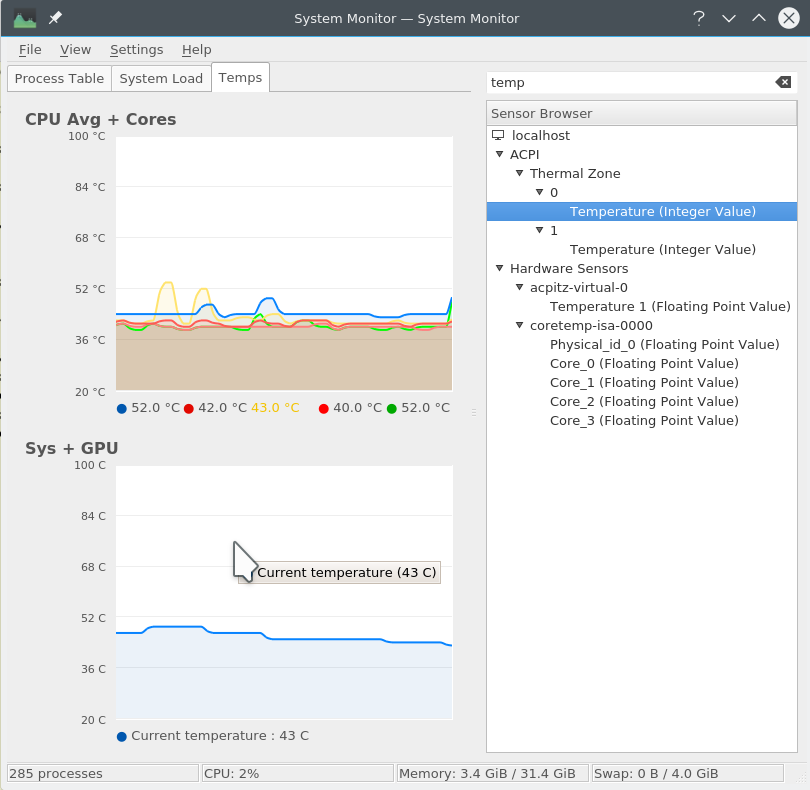 System Monitor — System Monitor
File View Settings Help
Process Table System Load Temps
CPU Avg + Cores
100 °C
84 °C
68 °C
52 °C
36 °C
20 °C
52.0 °C 42.0 °C 43.0 °C 40.0 °C 52.0 °C
Sys + GPU
100 C
84 C
68 C
Current temperature (43 C)
52 C
36 C
20 C
Current temperature : 43 C
temp
Sensor Browser
localhost
ACPI
Thermal Zone
0
Temperature (Integer Value)
1
Temperature (Integer Value)
Hardware Sensors
acpitz-virtual-0
Temperature 1 (Floating Point Value)
coretemp-isa-0000
Physical_id_0 (Floating Point Value)
Core_0 (Floating Point Value)
Core_1 (Floating Point Value)
Core_2 (Floating Point Value)
Core_3 (Floating Point Value)
285 processes CPU: 2% Memory: 3.4 GiB / 31.4 GiB Swap: 0 B / 4.0 GiB